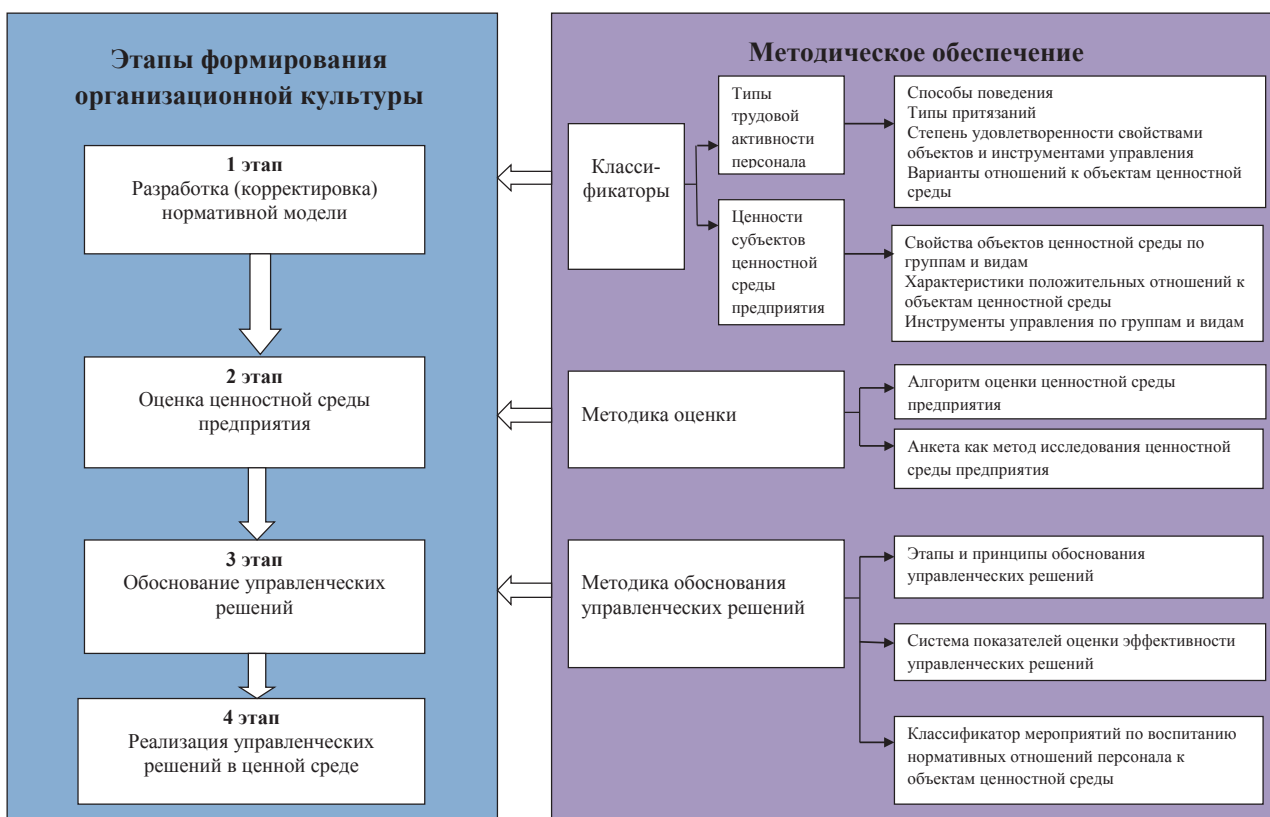 Этапы формирования
организационной культуры
1 этап
Разработка (корректировка)
нормативной модели
2 этап
Оценка ценностной среды
предприятия
3 этап
Обоснование управленческих
решений
4 этап
Реализация управленческих
решений в ценной среде
Методическое обеспечение
Класси-
фикаторы
Типы
трудовой
активности
персонала
Способы поведения
Типы притязаний
Степень удовлетворенности свойствами
объектов и инструментами управления
Варианты отношений к объектам ценностной
среды
Ценности
субъектов
ценностной
среды
предприятия
Свойства объектов ценностной среды по
группам и видам
Характеристики положительных отношений к
объектам ценностной среды
Инструменты управления по группам и видам
Методика оценки
Алгоритм оценки ценностной среды
предприятия
Анкета как метод исследования ценностной
среды предприятия
Методика обоснования
управленческих решений
Этапы и принципы обоснования
управленческих решений
Система показателей оценки эффективности
управленческих решений
Классификатор мероприятий по воспитанию
нормативных отношений персонала к
объектам ценностной среды